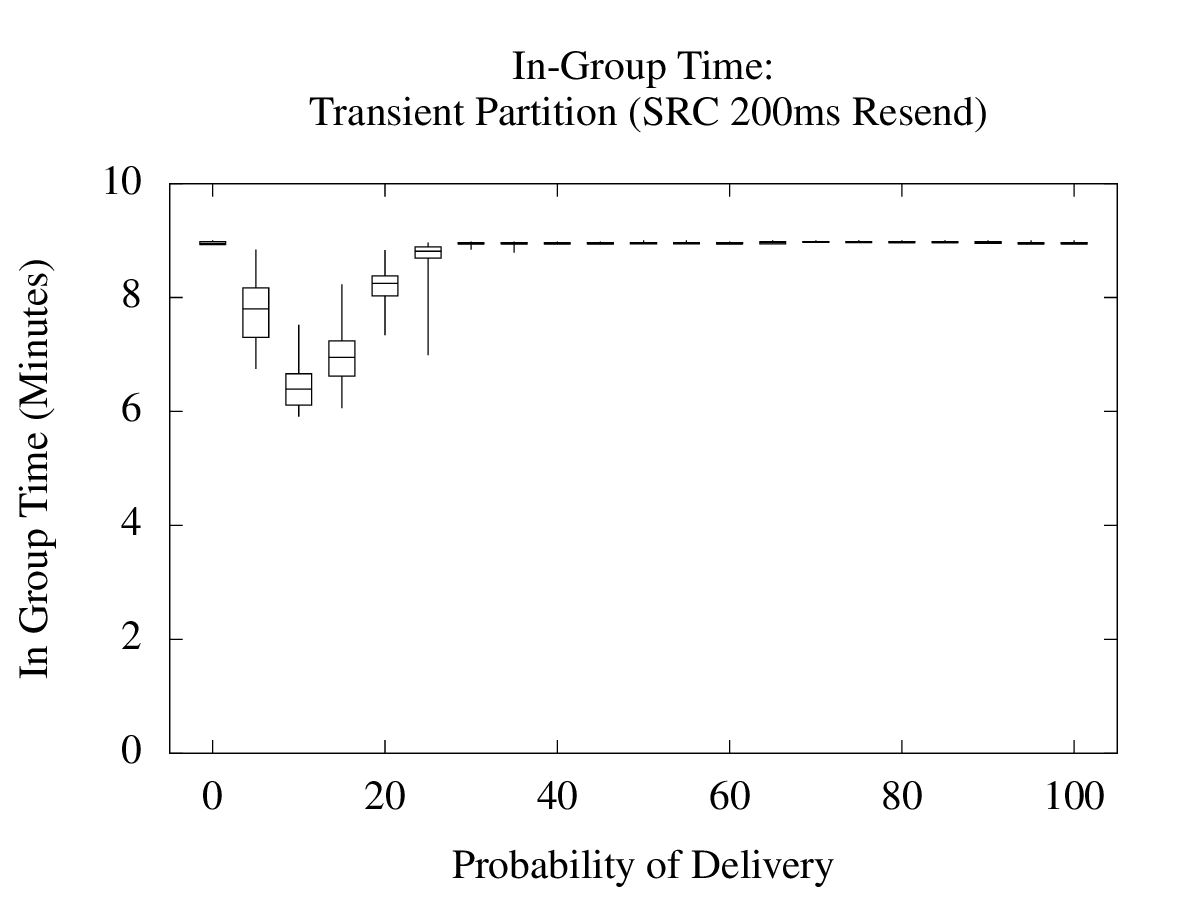 In-Group Time:
Transient Partition (SRC 200ms Resend)
In Group Time (Minutes)
10
8
6
4
2
0
0 20 40 60 80 100
Probability of Delivery